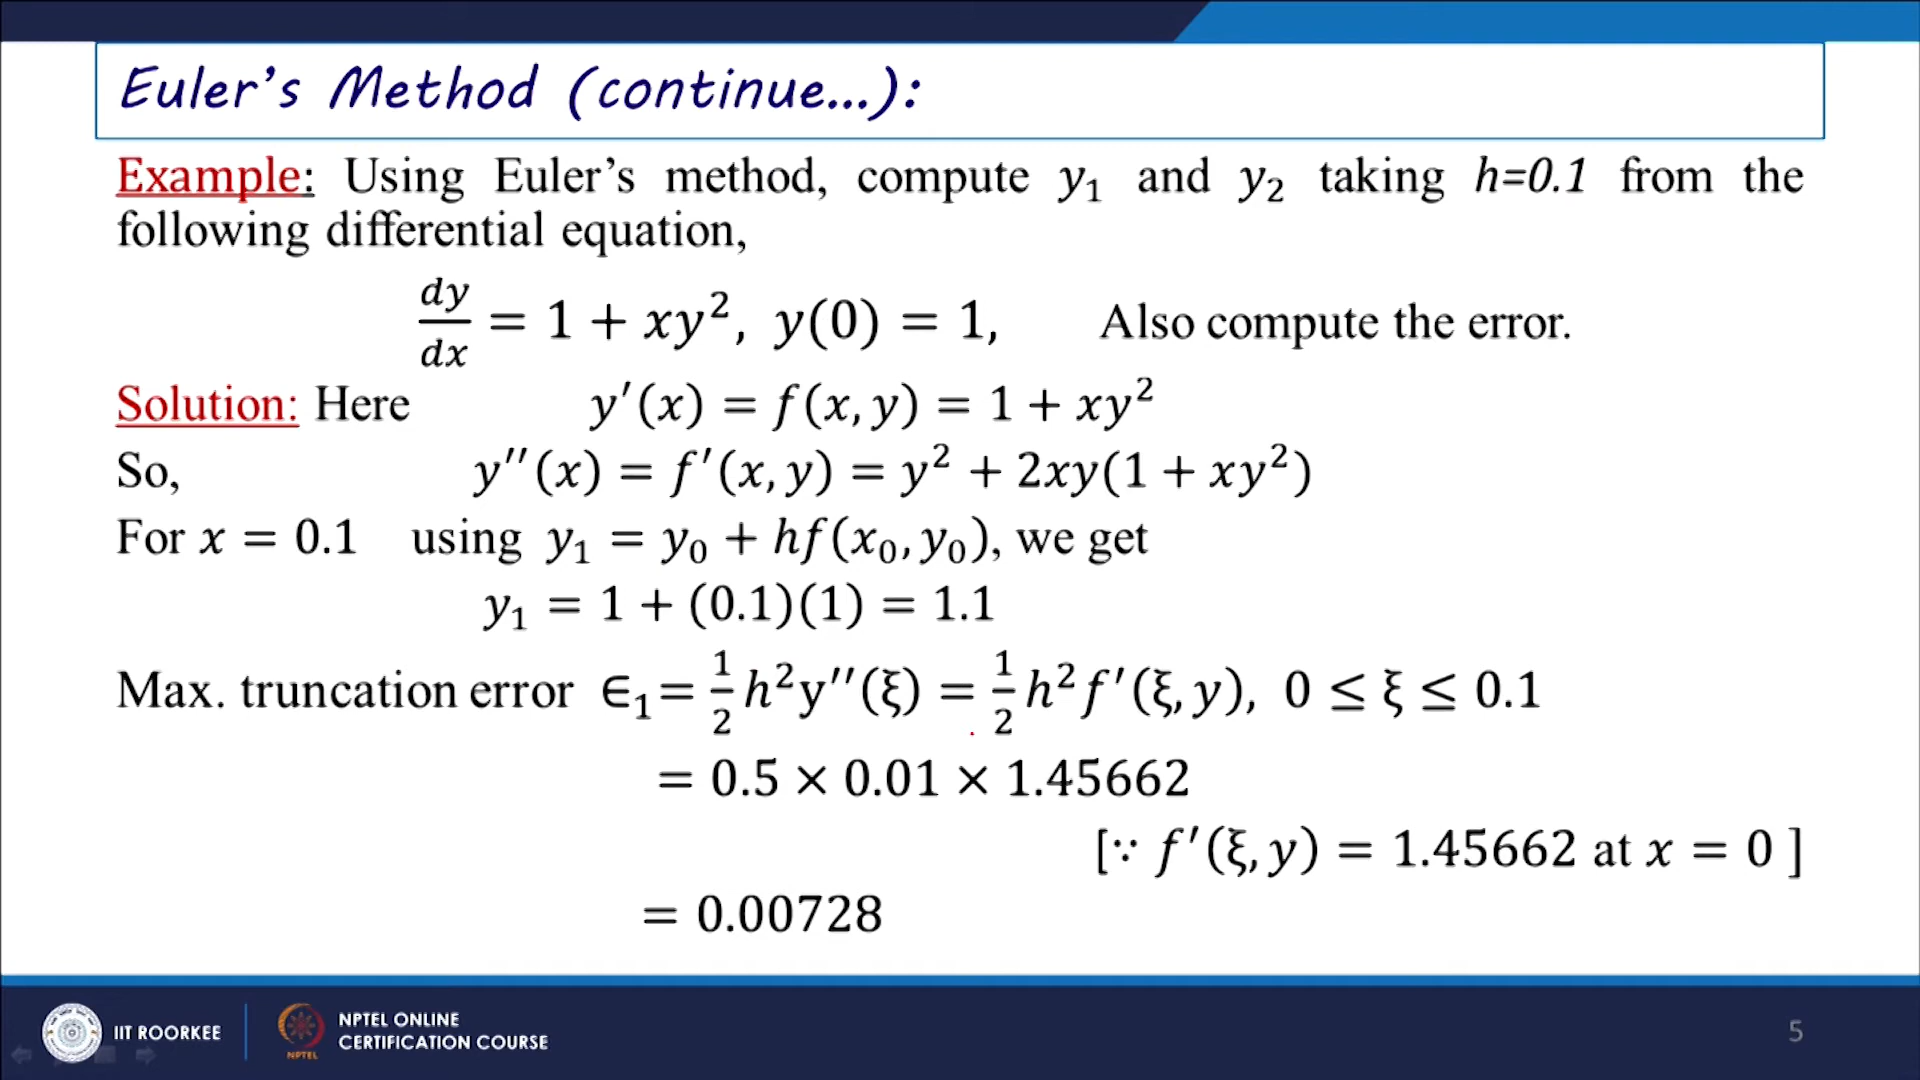 Euler's Method (continue...):
Example: Using Euler's method, compute y₁ and y₂ taking h=0.1 from the
following differential equation,
dy/dx = 1 + xy², y(0) = 1, Also compute the error.
Solution: Here y′(x) = f(x, y) = 1 + xy²
So, y′′(x) = f′(x, y) = y² + 2xy(1 + xy²)
For x = 0.1 using y₁ = y₀ + hf(x₀, y₀), we get
y₁ = 1 + (0.1)(1) = 1.1
Max. truncation error ∈₁= 1/2 h²y′′(ξ) = 1/2 h²f′(ξ, y), 0 ≤ ξ ≤ 0.1
= 0.5 × 0.01 × 1.45662
[∵ f′(ξ, y) = 1.45662 at x = 0 ]
= 0.00728
IIT ROORKEE
NPTEL
NPTEL ONLINE
CERTIFICATION COURSE
5